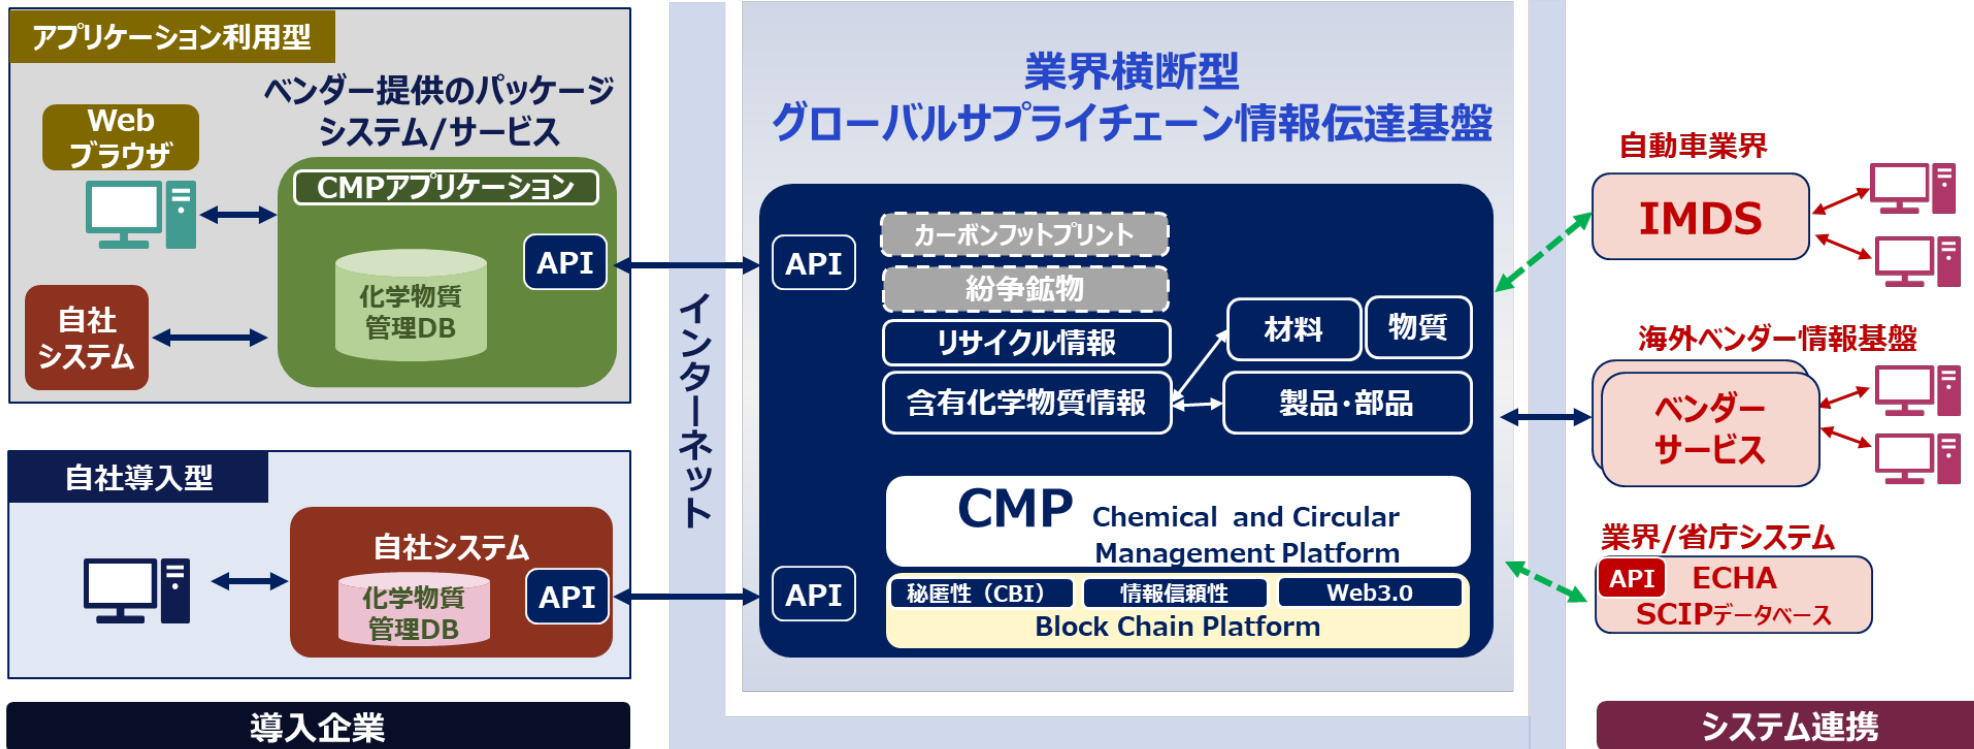 アプリケーション利用型
ベンダー提供のパッケージ
システム/サービス
Web
ブラウザ
CMPアプリケーション
API
化学物質
管理DB
自社
システム
自社導入型
自社システム
化学物質
管理DB
API
導入企業
インターネット
業界横断型
グローバルサプライチェーン情報伝達基盤
API
カーボンフットプリント
紛争鉱物
リサイクル情報
含有化学物質情報
材料
物質
製品・部品
CMP Chemical and Circular
Management Platform
API
秘匿性（CBI）
情報信頼性
Web3.0
Block Chain Platform
自動車業界
IMDS
海外ベンダー情報基盤
ベンダー
サービス
業界/省庁システム
API
ECHA
SCIPデータベース
システム連携